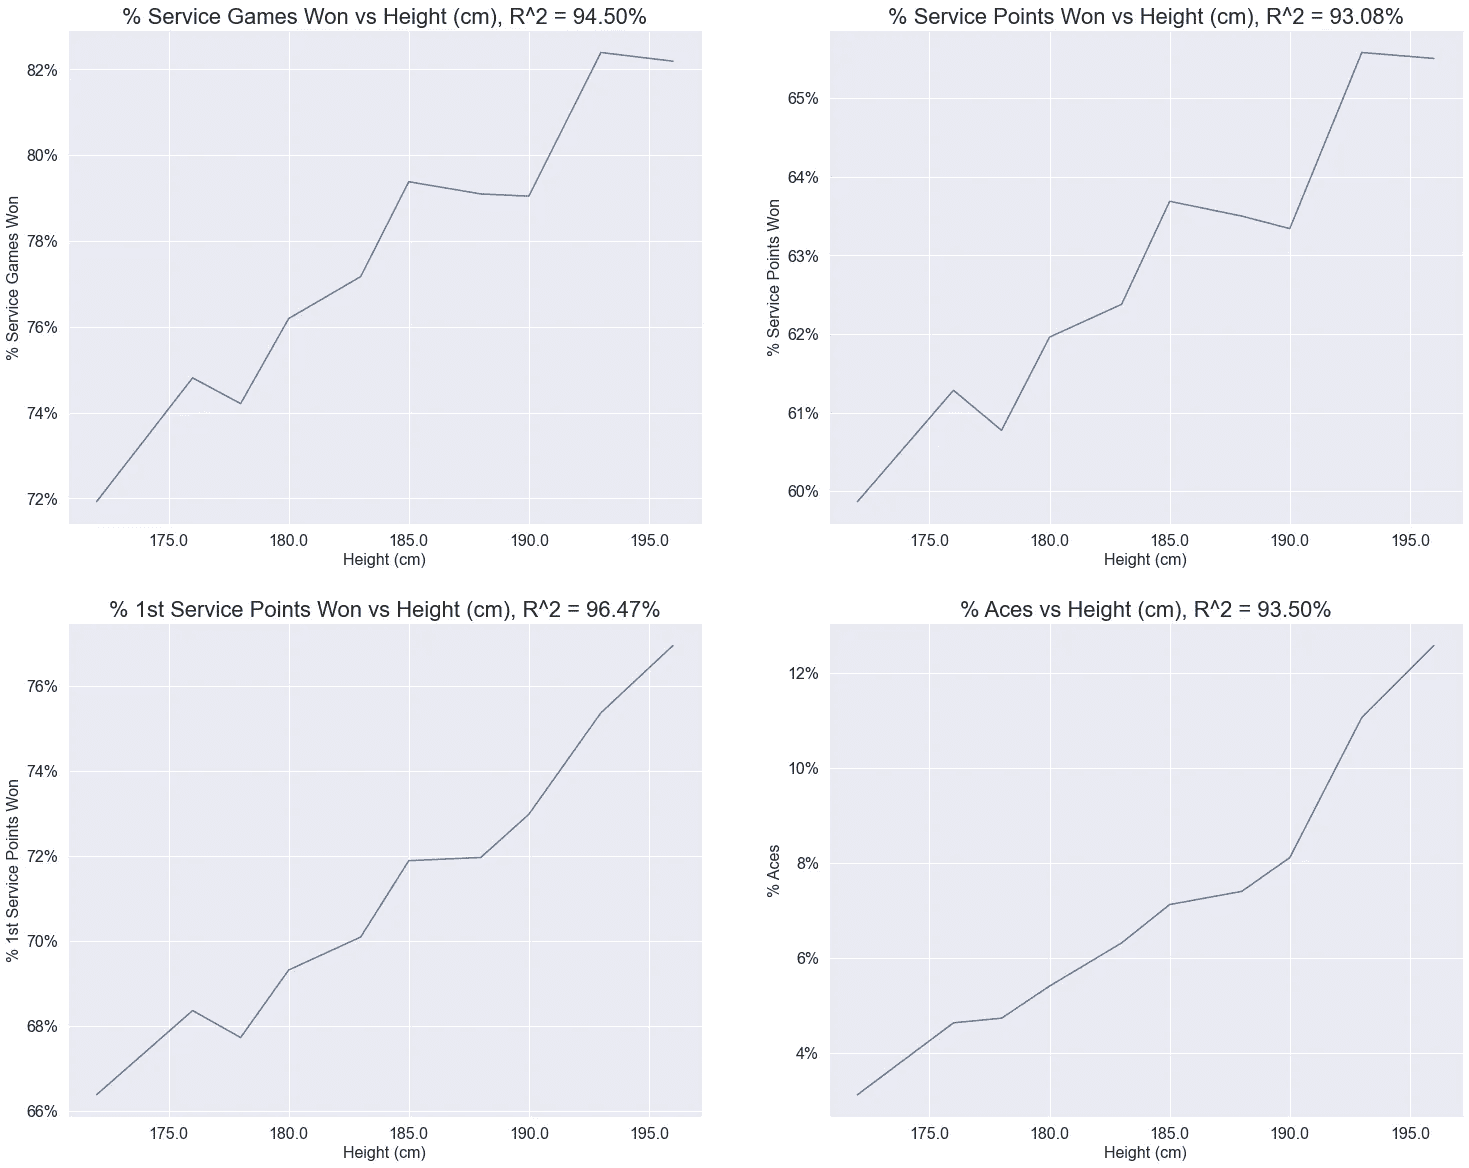 % Service Games Won vs Height (cm), R^2 = 94.50%
82%
80%
78%
76%
74%
72%
% Service Games Won
175.0 180.0 185.0 190.0 195.0
Height (cm)
% Service Points Won vs Height (cm), R^2 = 93.08%
65%
64%
63%
62%
61%
60%
% Service Points Won
175.0 180.0 185.0 190.0 195.0
Height (cm)
% 1st Service Points Won vs Height (cm), R^2 = 96.47%
76%
74%
72%
70%
68%
66%
% 1st Service Points Won
175.0 180.0 185.0 190.0 195.0
Height (cm)
% Aces vs Height (cm), R^2 = 93.50%
12%
10%
8%
6%
4%
% Aces
175.0 180.0 185.0 190.0 195.0
Height (cm)